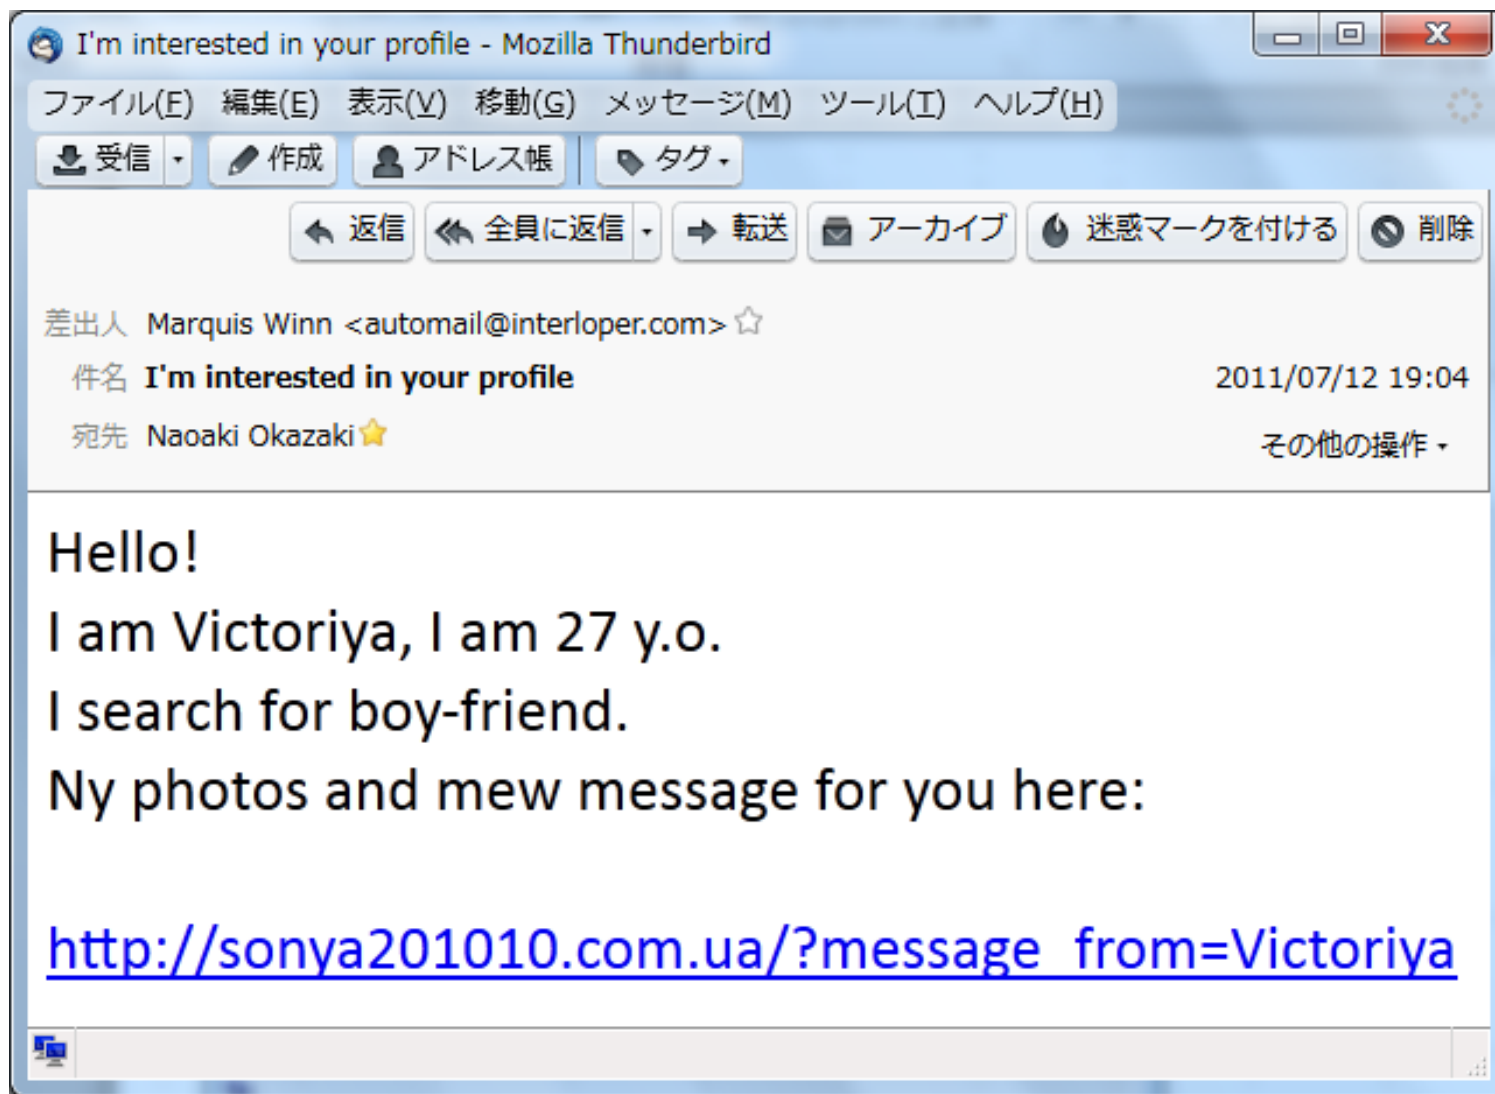 I'm interested in your profile - Mozilla Thunderbird
ファイル(F) 編集(E) 表示(V) 移動(G) メッセージ(M) ツール(T) ヘルプ(H)
受信 作成 アドレス帳 タグ
返信 全員に返信 転送 アーカイブ 迷惑マークを付ける 削除
差出人 Marquis Winn <automail@interloper.com>
件名 I'm interested in your profile 2011/07/12 19:04
宛先 Naoaki Okazaki その他の操作
Hello!
I am Victoriya, I am 27 y.o.
I search for boy-friend.
Ny photos and mew message for you here:
http://sonya201010.com.ua/?message_from=Victoriya